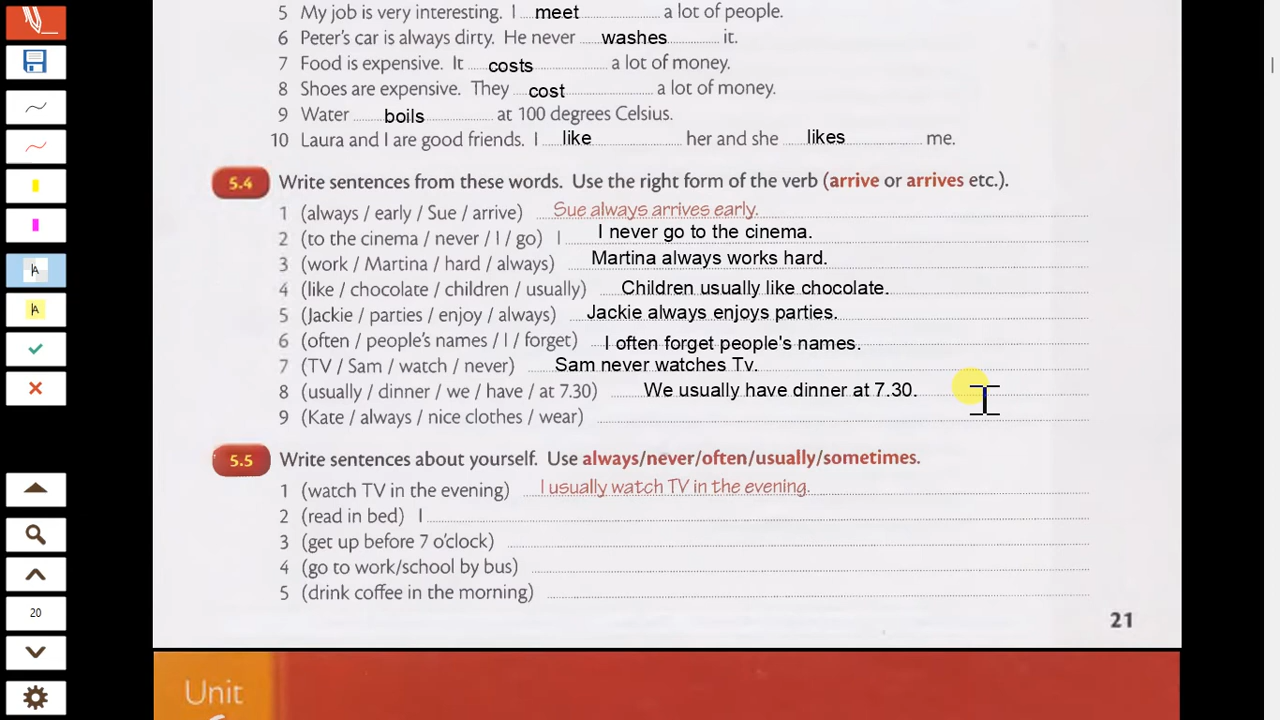 5 My job is very interesting. I meet a lot of people.
6 Peter's car is always dirty. He never washes it.
7 Food is expensive. It costs a lot of money.
8 Shoes are expensive. They cost a lot of money.
9 Water boils at 100 degrees Celsius.
10 Laura and I are good friends. I like her and she likes me.
5.4 Write sentences from these words. Use the right form of the verb (arrive or arrives etc.).
1 (always / early / Sue / arrive) Sue always arrives early.
2 (to the cinema / never / I / go) I I never go to the cinema.
3 (work / Martina / hard / always) Martina always works hard.
4 (like / chocolate / children / usually) Children usually like chocolate.
5 (Jackie / parties / enjoy / always) Jackie always enjoys parties.
6 (often / people's names / I / forget) I often forget people's names.
7 (TV / Sam / watch / never) Sam never watches Tv.
8 (usually / dinner / we / have / at 7.30) We usually have dinner at 7.30.
9 (Kate / always / nice clothes / wear)
5.5 Write sentences about yourself. Use always/never/often/usually/sometimes.
1 (watch TV in the evening) I usually watch TV in the evening.
2 (read in bed) I
3 (get up before 7 o'clock)
4 (go to work/school by bus)
5 (drink coffee in the morning)
20
21
Unit